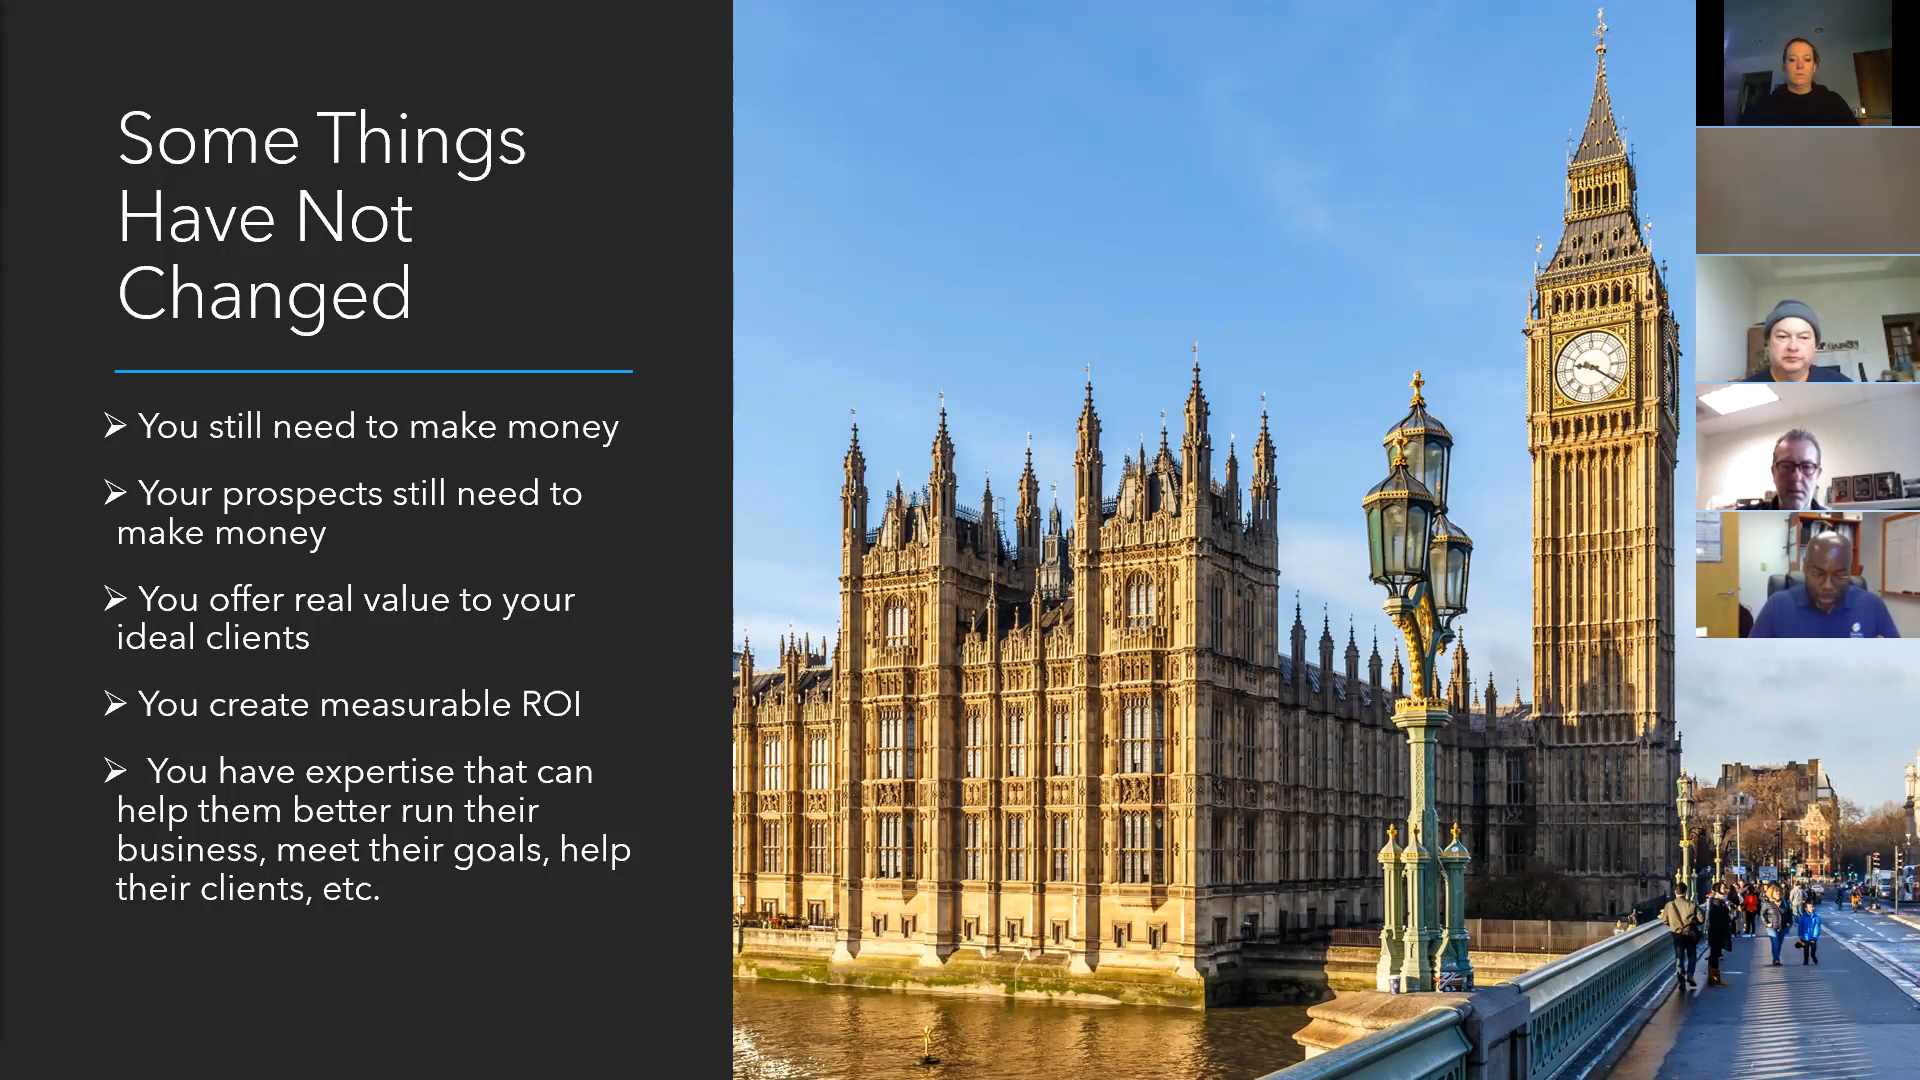 Some Things
Have Not
Changed
➢ You still need to make money
➢ Your prospects still need to
make money
➢ You offer real value to your
ideal clients
➢ You create measurable ROI
➢ You have expertise that can
help them better run their
business, meet their goals, help
their clients, etc.